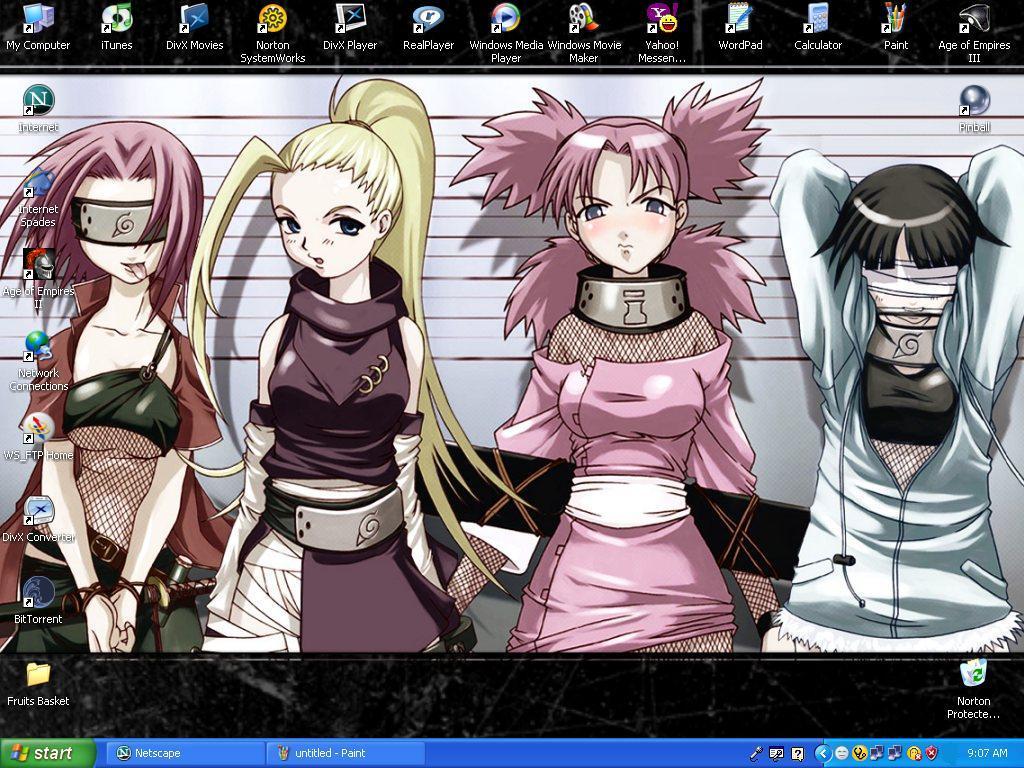 My Computer
iTunes
DivX Movies
Norton
SystemWorks
DivX Player
RealPlayer
Windows Media
Player
Windows Movie
Maker
Yahoo!
Messen...
WordPad
Calculator
Paint
Age of Empires
III
Internet
Pinball
Internet
Spades
Age of Empires
II
Network
Connections
WS_FTP Home
DivX Converter
BitTorrent
Fruits Basket
Norton
Protecte...
start
Netscape
untitled - Paint
9:07 AM